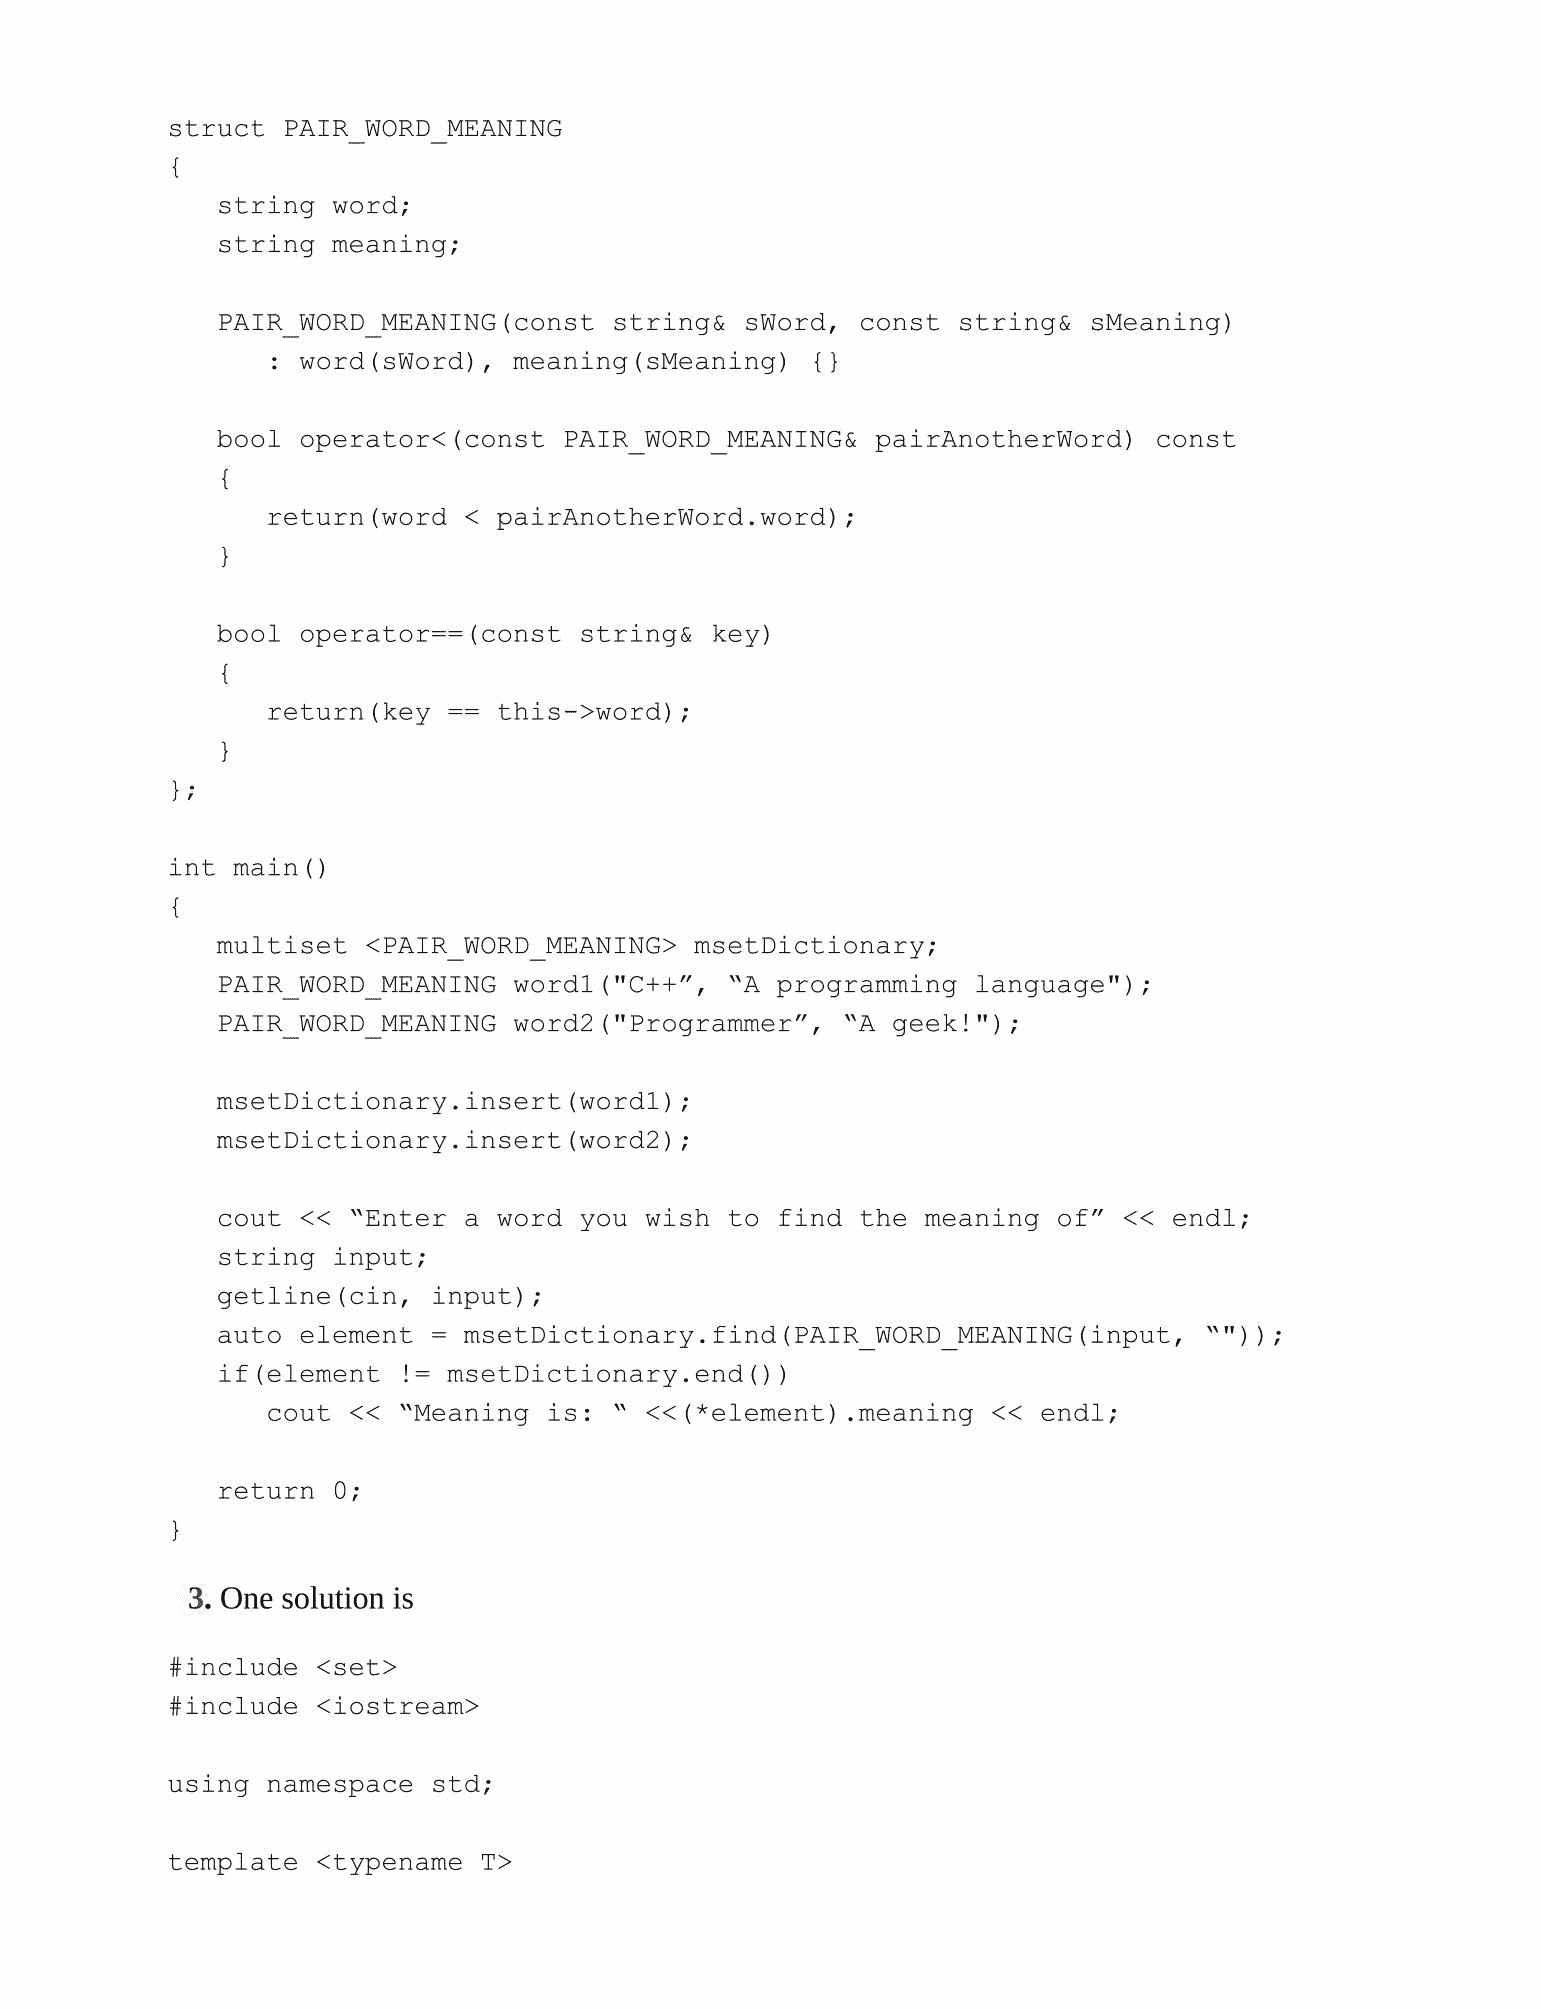 struct PAIR_WORD_MEANING
{
   string word;
   string meaning;

   PAIR_WORD_MEANING(const string& sWord, const string& sMeaning)
      : word(sWord), meaning(sMeaning) {}

   bool operator<(const PAIR_WORD_MEANING& pairAnotherWord) const
   {
      return(word < pairAnotherWord.word);
   }

   bool operator==(const string& key)
   {
      return(key == this->word);
   }
};

int main()
{
   multiset <PAIR_WORD_MEANING> msetDictionary;
   PAIR_WORD_MEANING word1("C++”, “A programming language");
   PAIR_WORD_MEANING word2("Programmer”, “A geek!");

   msetDictionary.insert(word1);
   msetDictionary.insert(word2);

   cout << “Enter a word you wish to find the meaning of” << endl;
   string input;
   getline(cin, input);
   auto element = msetDictionary.find(PAIR_WORD_MEANING(input, “"));
   if(element != msetDictionary.end())
      cout << “Meaning is: “ <<(*element).meaning << endl;

   return 0;
}

3. One solution is

#include <set>
#include <iostream>

using namespace std;

template <typename T>